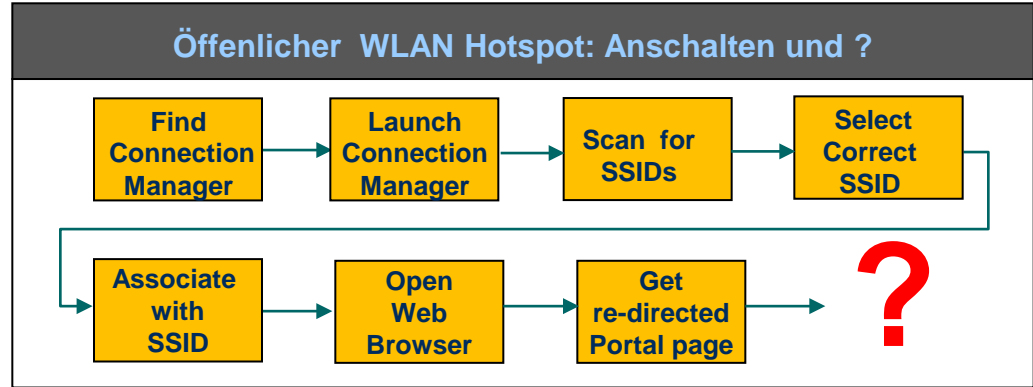 Öffenlicher WLAN Hotspot: Anschalten und ?
Find
Connection
Manager
Launch
Connection
Manager
Scan for
SSIDs
Select
Correct
SSID
Associate
with
SSID
Open
Web
Browser
Get
re-directed
Portal page
?